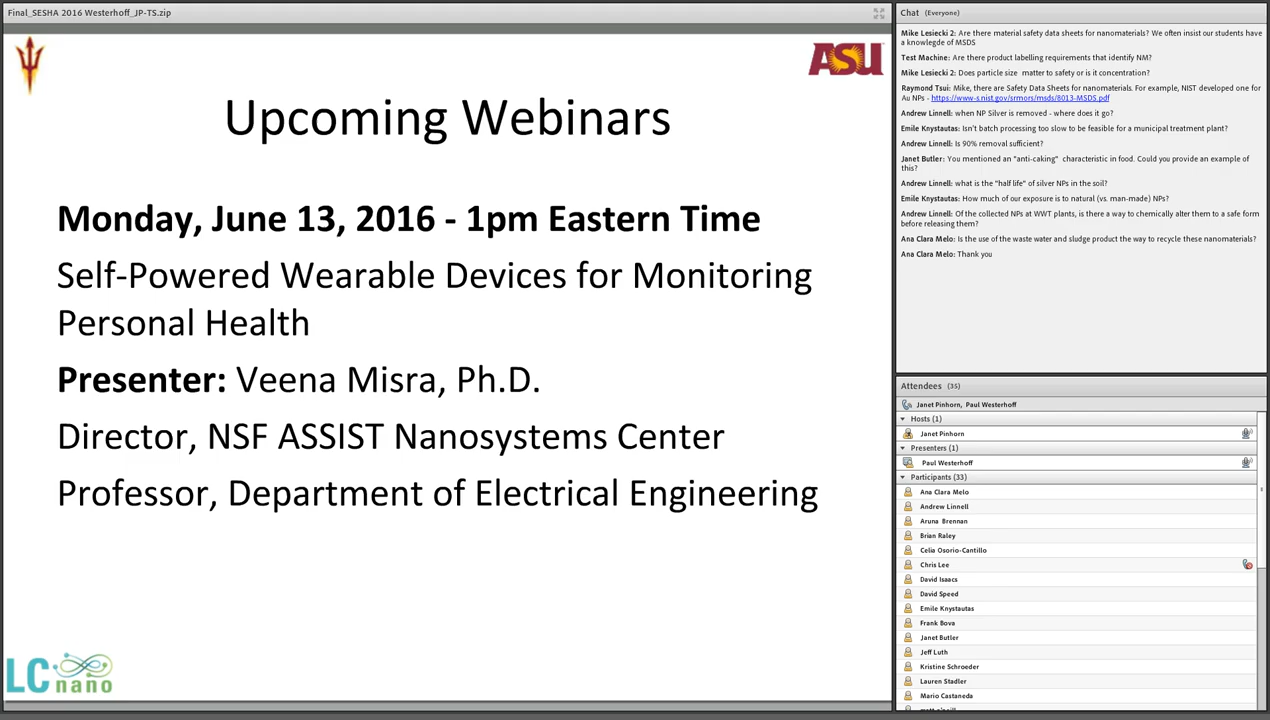 Final_SESHA 2016 Westerhoff_JP-TS.zip
ASU
Upcoming Webinars
Monday, June 13, 2016 - 1pm Eastern Time
Self-Powered Wearable Devices for Monitoring
Personal Health
Presenter: Veena Misra, Ph.D.
Director, NSF ASSIST Nanosystems Center
Professor, Department of Electrical Engineering
LC nano
Chat (Everyone)
Mike Lesiecki 2: Are there material safety data sheets for nanomaterials? We often insist our students have
a knowlegde of MSDS
Test Machine: Are there product labelling requirements that identify NM?
Mike Lesiecki 2: Does particle size matter to safety or is it concentration?
Raymond Tsui: Mike, there are Safety Data Sheets for nanomaterials. For example, NIST developed one for
Au NPs - https://www-s.nist.gov/srmors/msds/8013-MSDS.pdf
Andrew Linnell: when NP Silver is removed - where does it go?
Emile Knystautas: Isn't batch processing too slow to be feasible for a municipal treatment plant?
Andrew Linnell: Is 90% removal sufficient?
Janet Butler: You mentioned an "anti-caking" characteristic in food. Could you provide an example of
this?
Andrew Linnell: what is the "half life" of silver NPs in the soil?
Emile Knystautas: How much of our exposure is to natural (vs. man-made) NPs?
Andrew Linnell: Of the collected NPs at WWT plants, is there a way to chemically alter them to a safe form
before releasing them?
Ana Clara Melo: Is the use of the waste water and sludge product the way to recycle these nanomaterials?
Ana Clara Melo: Thank you
Attendees (35)
Janet Pinhorn, Paul Westerhoff
Hosts (1)
Janet Pinhorn
Presenters (1)
Paul Westerhoff
Participants (33)
Ana Clara Melo
Andrew Linnell
Aruna Brennan
Brian Raley
Celia Osorio-Cantillo
Chris Lee
David Isaacs
David Speed
Emile Knystautas
Frank Bova
Janet Butler
Jeff Luth
Kristine Schroeder
Lauren Stadler
Mario Castaneda